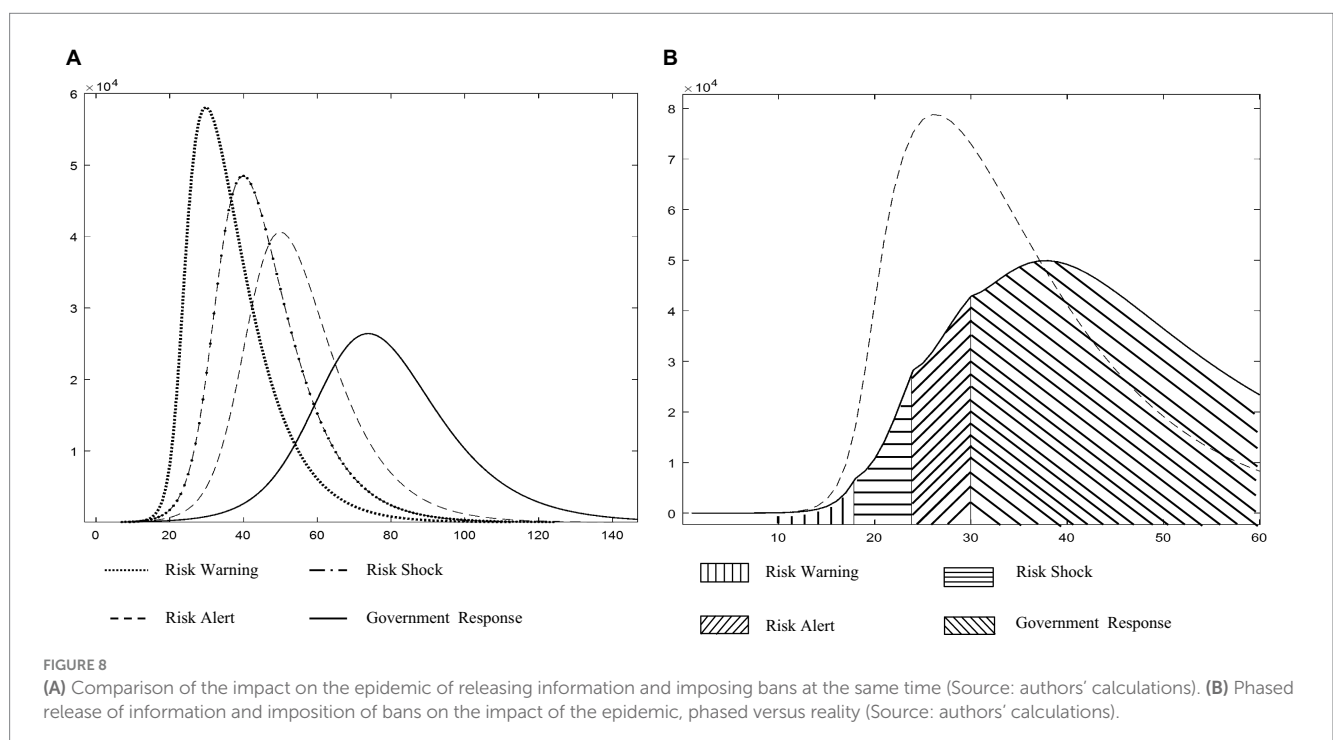 A
B
×10⁴
6
5
4
3
2
1
0 20 40 60 80 100 120 140
Risk Warning Risk Shock
Risk Alert Government Response
×10⁴
8
7
6
5
4
3
2
1
0
10 20 30 40 50 60
Risk Warning Risk Shock
Risk Alert Government Response
FIGURE 8
(A) Comparison of the impact on the epidemic of releasing information and imposing bans at the same time (Source: authors’ calculations). (B) Phased
release of information and imposition of bans on the impact of the epidemic, phased versus reality (Source: authors’ calculations).